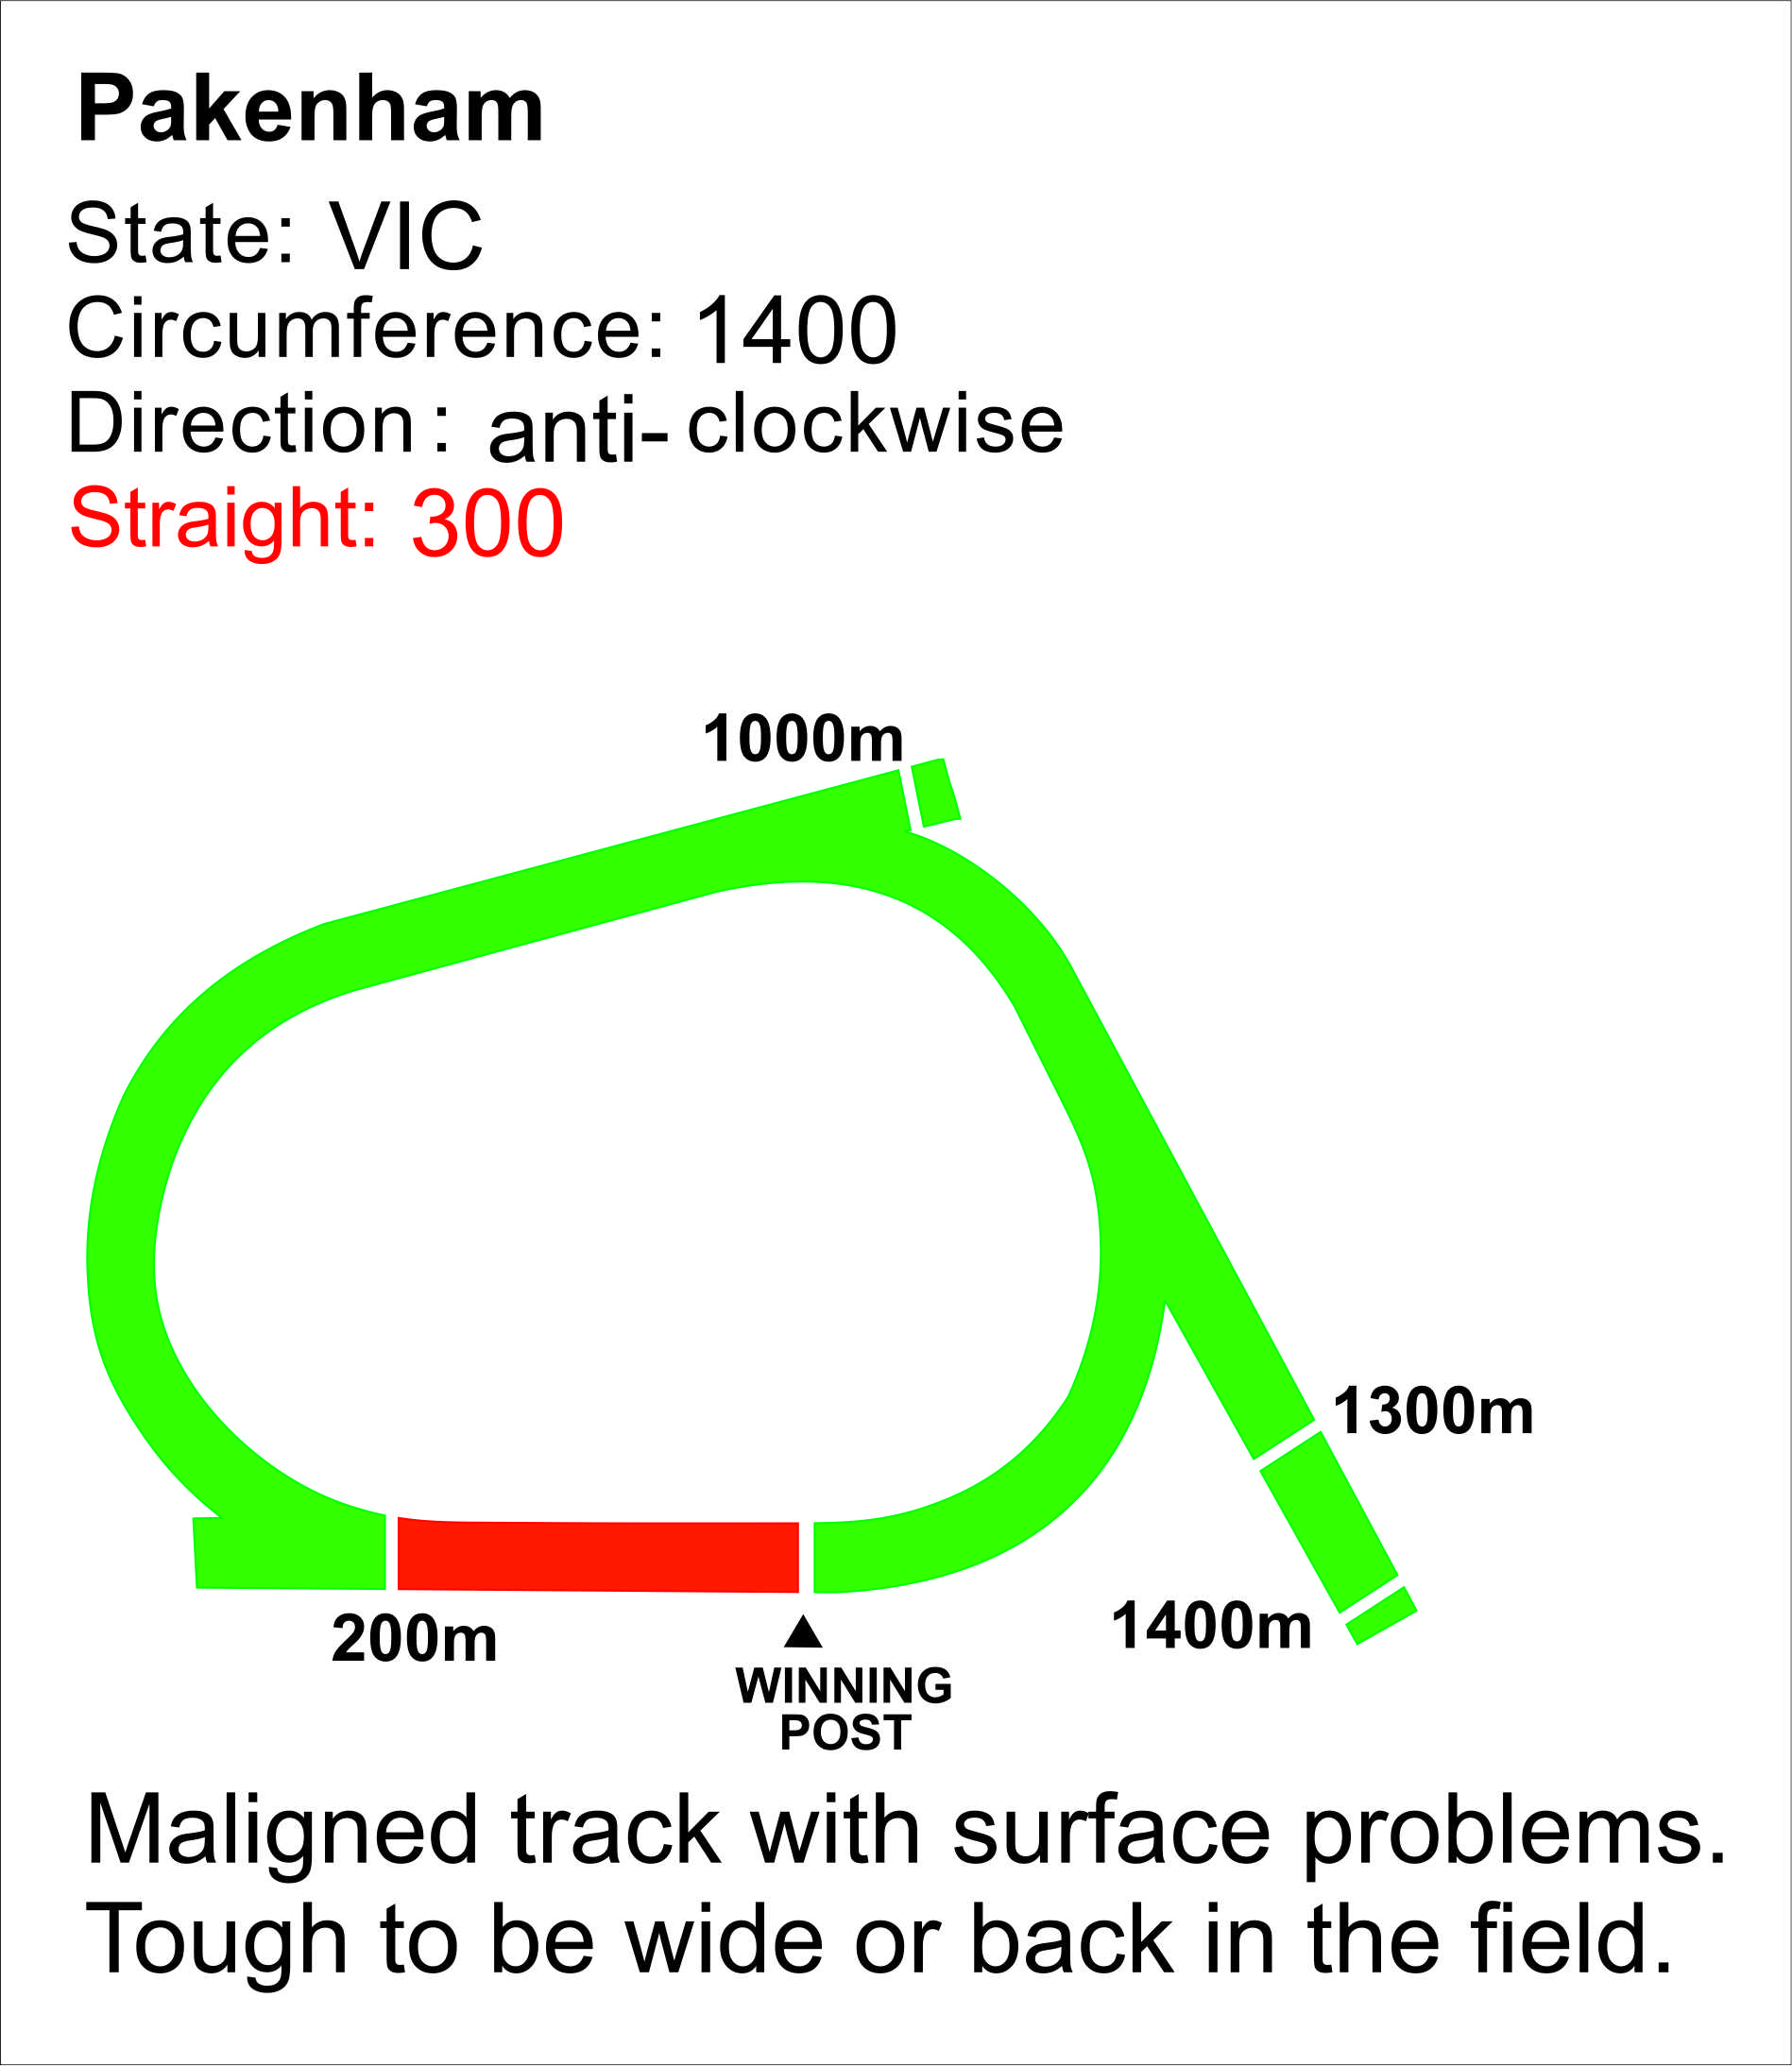 Pakenham
State: VIC
Circumference: 1400
Direction : anti- clockwise
Straight: 300
1000m
1300m
1400m
200m
WINNING
POST
Maligned track with surface problems.
Tough to be wide or back in the field.